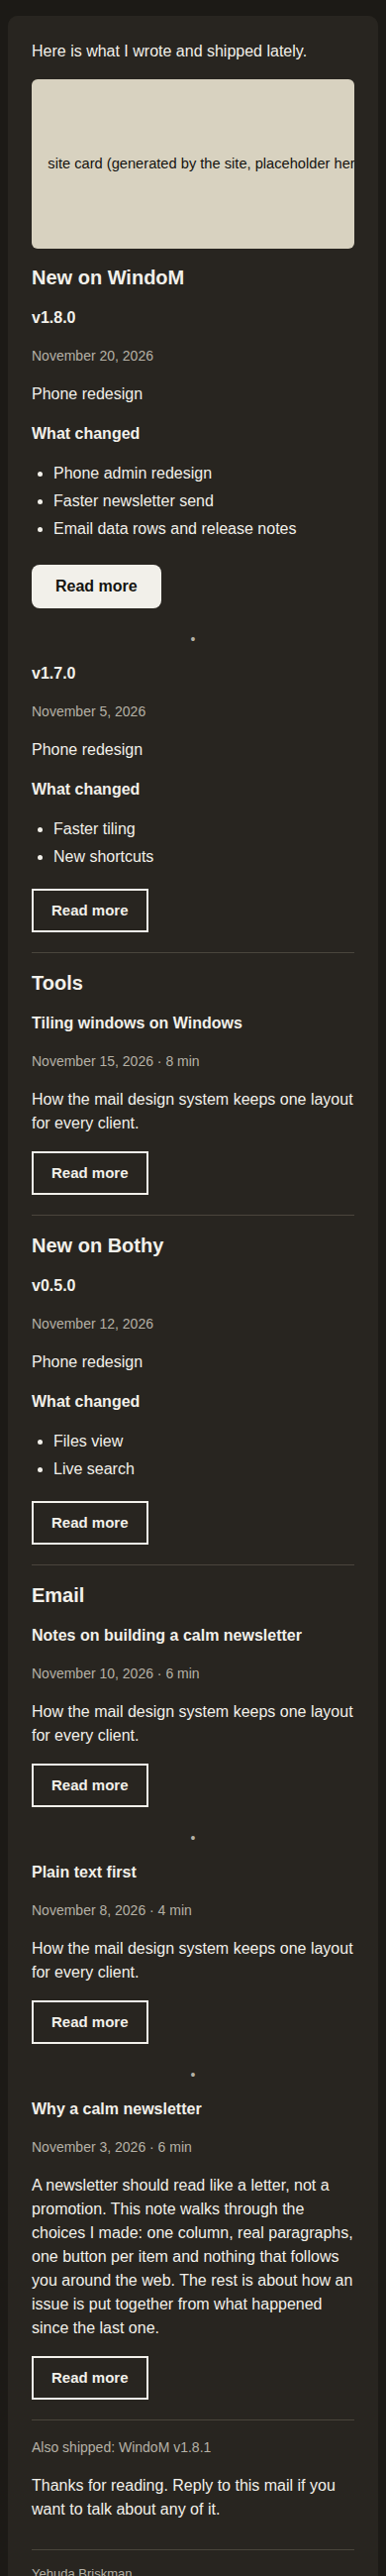 Here is what I wrote and shipped lately.
site card (generated by the site, placeholder her
New on WindoM
v1.8.0
November 20, 2026
Phone redesign
What changed
• Phone admin redesign
• Faster newsletter send
• Email data rows and release notes
Read more
•
v1.7.0
November 5, 2026
Phone redesign
What changed
• Faster tiling
• New shortcuts
Read more
Tools
Tiling windows on Windows
November 15, 2026 · 8 min
How the mail design system keeps one layout
for every client.
Read more
New on Bothy
v0.5.0
November 12, 2026
Phone redesign
What changed
• Files view
• Live search
Read more
Email
Notes on building a calm newsletter
November 10, 2026 · 6 min
How the mail design system keeps one layout
for every client.
Read more
•
Plain text first
November 8, 2026 · 4 min
How the mail design system keeps one layout
for every client.
Read more
•
Why a calm newsletter
November 3, 2026 · 6 min
A newsletter should read like a letter, not a
promotion. This note walks through the
choices I made: one column, real paragraphs,
one button per item and nothing that follows
you around the web. The rest is about how an
issue is put together from what happened
since the last one.
Read more
Also shipped: WindoM v1.8.1
Thanks for reading. Reply to this mail if you
want to talk about any of it.
Yehuda Briskman